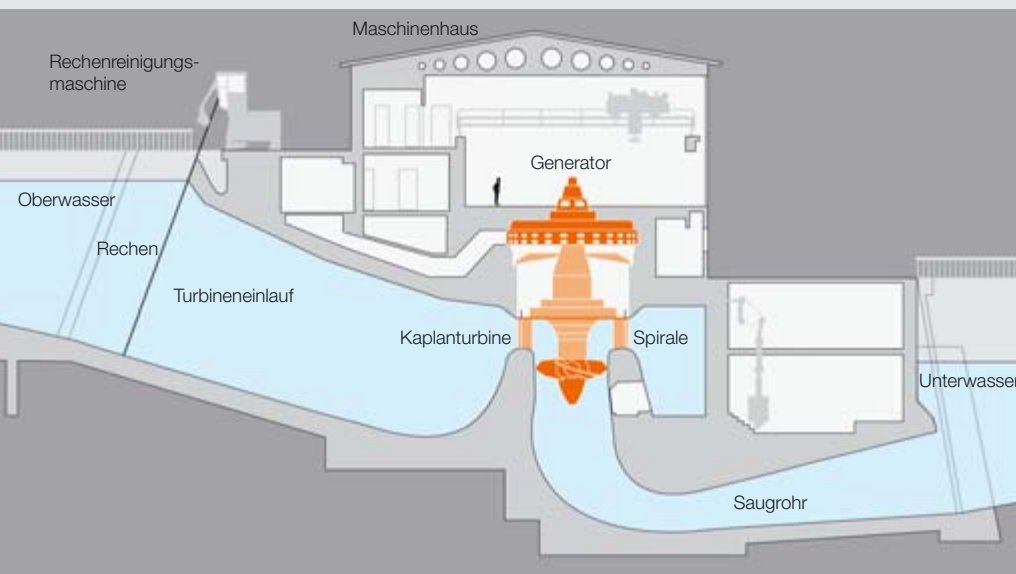 Maschinenhaus
Rechenreinigungs-
maschine
Generator
Oberwasser
Rechen
Turbineneinlauf
Kaplanturbine
Spirale
Unterwasser
Saugrohr